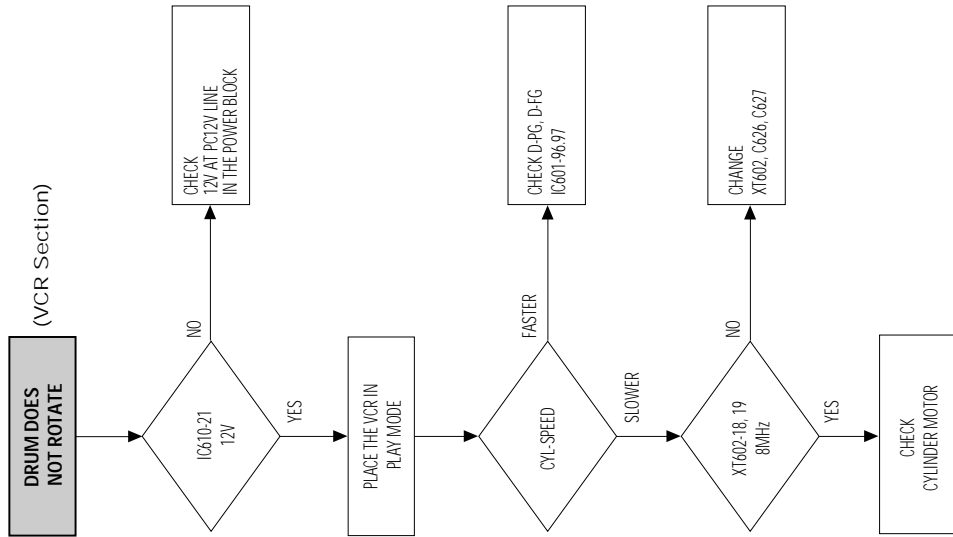 (VCR Section)
DRUM DOES
NOT ROTATE
IC610-21
12V
NO
CHECK
12V AT PC12V LINE
IN THE POWER BLOCK
YES
PLACE THE VCR IN
PLAY MODE
CYL-SPEED
FASTER
CHECK D-PG, D-FG
IC601-96.97
SLOWER
XT602-18, 19
8MHz
NO
CHANGE
XT602, C626, C627
YES
CHECK
CYLINDER MOTOR